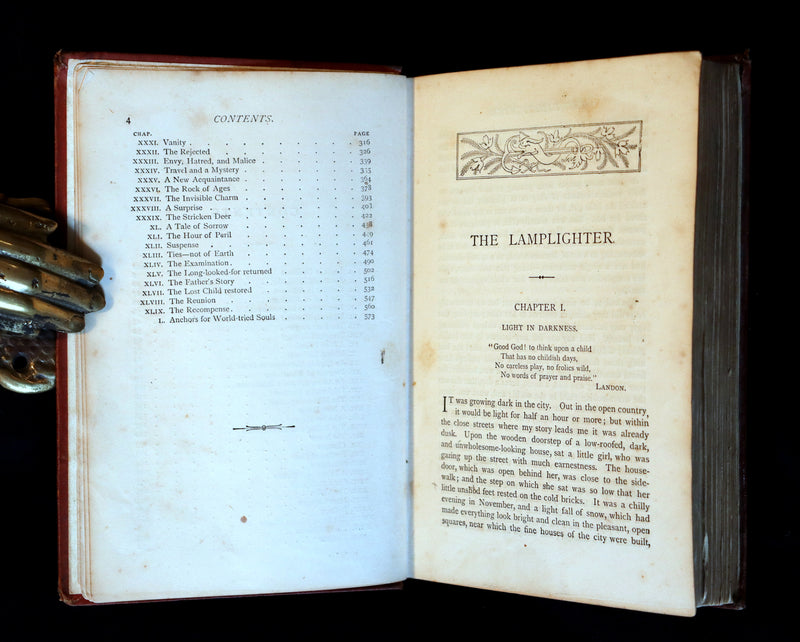 4 CONTENTS.
CHAP. PAGE
XXXI. Vanity . . . . . . . . 316
XXXII. The Rejected . . . . . . . 326
XXXIII. Envy, Hatred, and Malice . . . . . 339
XXXIV. Travel and a Mystery . . . . . . 355
XXXV. A New Acquaintance . . . . . . 364
XXXVI. The Rock of Ages . . . . . . 378
XXXVII. The Invisible Charm . . . . . . 393
XXXVIII. A Surprise . . . . . . . 403
XXXIX. The Stricken Deer . . . . . . 422
XL. A Tale of Sorrow . . . . . . 438
XLI. The Hour of Peril . . . . . . 449
XLII. Suspense . . . . . . . 461
XLIII. Ties—not of Earth . . . . . . 474
XLIV. The Examination . . . . . . 490
XLV. The Long-looked-for returned . . . . 502
XLVI. The Father's Story . . . . . . 516
XLVII. The Lost Child restored . . . . . 532
XLVIII. The Reunion . . . . . . . 547
XLIX. The Recompense . . . . . . 560
L. Anchors for World-tried Souls . . . . 573
THE LAMPLIGHTER.
CHAPTER I.
LIGHT IN DARKNESS.
"Good God! to think upon a child
That has no childish days,
No careless play, no frolics wild,
No words of prayer and praise."
LANDON.
IT was growing dark in the city. Out in the open country,
it would be light for half an hour or more; but within
the close streets where my story leads me it was already
dusk. Upon the wooden doorstep of a low-roofed, dark,
and unwholesome-looking house, sat a little girl, who was
gazing up the street with much earnestness. The house-
door, which was open behind her, was close to the side-
walk; and the step on which she sat was so low that her
little unshod feet rested on the cold bricks. It was a chilly
evening in November, and a light fall of snow, which had
made everything look bright and clean in the pleasant, open
squares, near which the fine houses of the city were built,